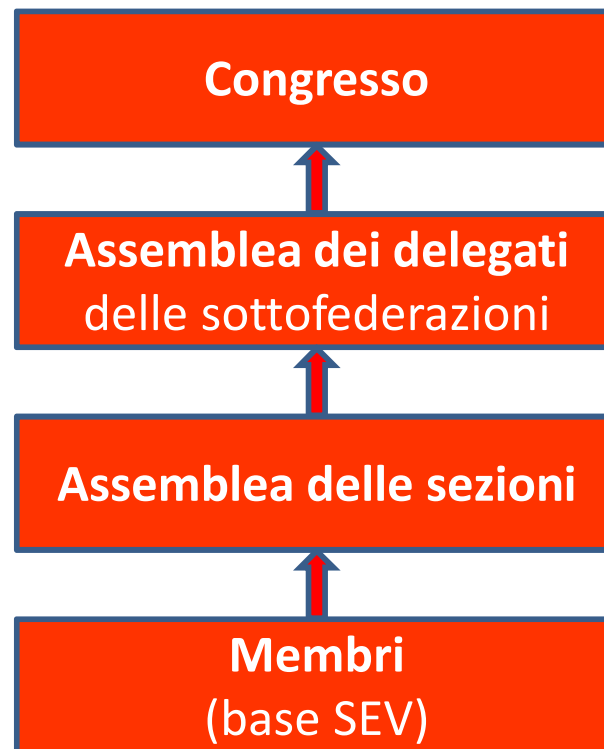 Congresso
Assemblea dei delegati
delle sottofederazioni
Assemblea delle sezioni
Membri
(base SEV)